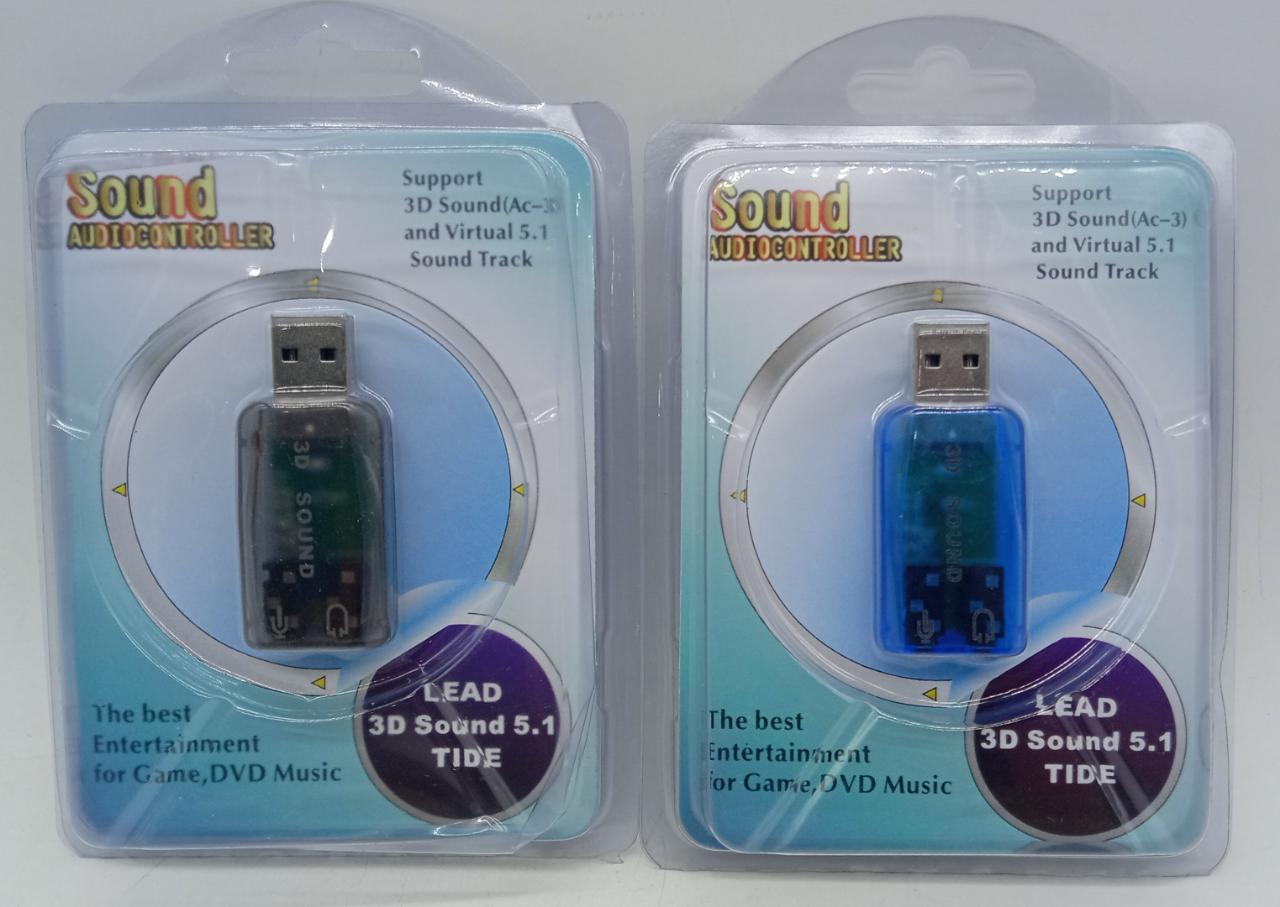 Sound
AUDIOCONTROLLER
Support
3D Sound(Ac-3)
and Virtual 5.1
Sound Track
3D SOUND
The best
Entertainment
for Game,DVD Music
LEAD
3D Sound 5.1
TIDE
Sound
AUDIOCONTROLLER
Support
3D Sound(Ac-3)
and Virtual 5.1
Sound Track
3D SOUND
The best
Entertainment
for Game,DVD Music
LEAD
3D Sound 5.1
TIDE